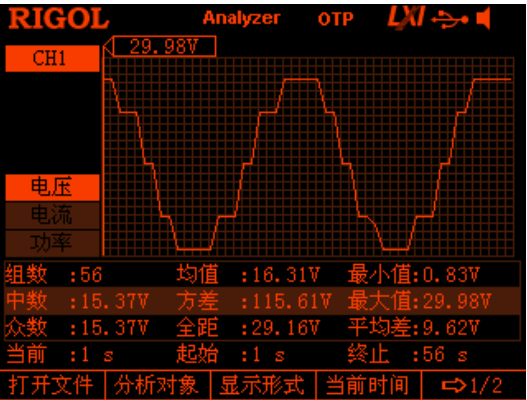 RIGOL Analyzer OTP LXI
CH1
29.98V
电压
电流
功率
组数 :56 均值 :16.31V 最小值:0.83V
中数 :15.37V 方差 :115.61V 最大值:29.98V
众数 :15.37V 全距 :29.16V 平均差:9.62V
当前 :1 s 起始 :1 s 终止 :56 s
打开文件 分析对象 显示形式 当前时间 ⇨1/2